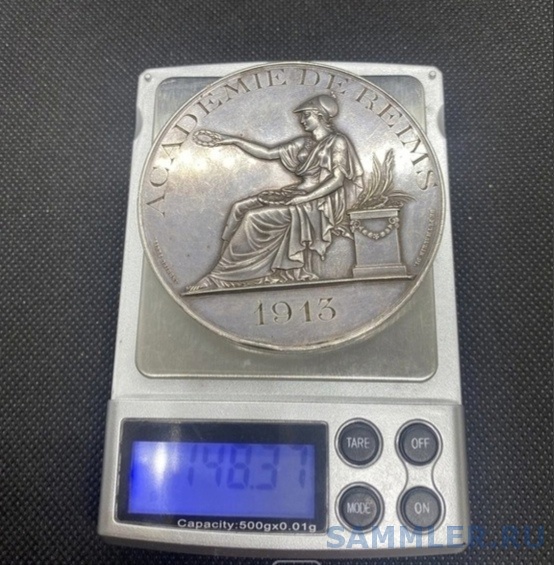 ACADEMIE DE REIMS
1913
148.37
TARE
OFF
MODE
ON
Capacity:500gx0.01g
SAMMLER.RU